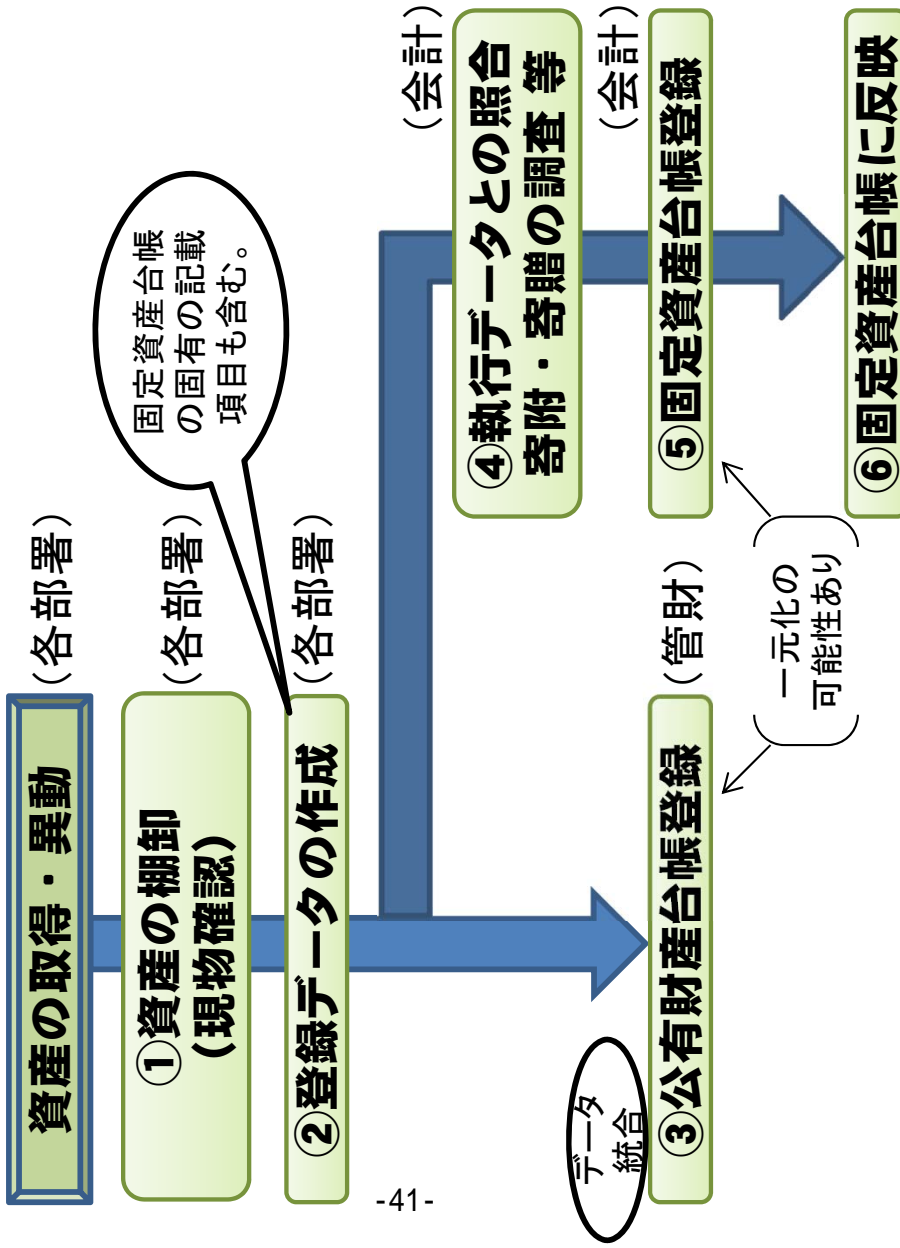 資産の取得・異動
（各部署）
①資産の棚卸
（現物確認）
（各部署）
②登録データの作成
（各部署）
固定資産台帳
の固有の記載
項目も含む。
データ
統合
③公有財産台帳登録
（管財）
④執行データとの照合
寄附・寄贈の調査 等
（会計）
⑤固定資産台帳登録
（会計）
一元化の
可能性あり
⑥固定資産台帳に反映
-41-